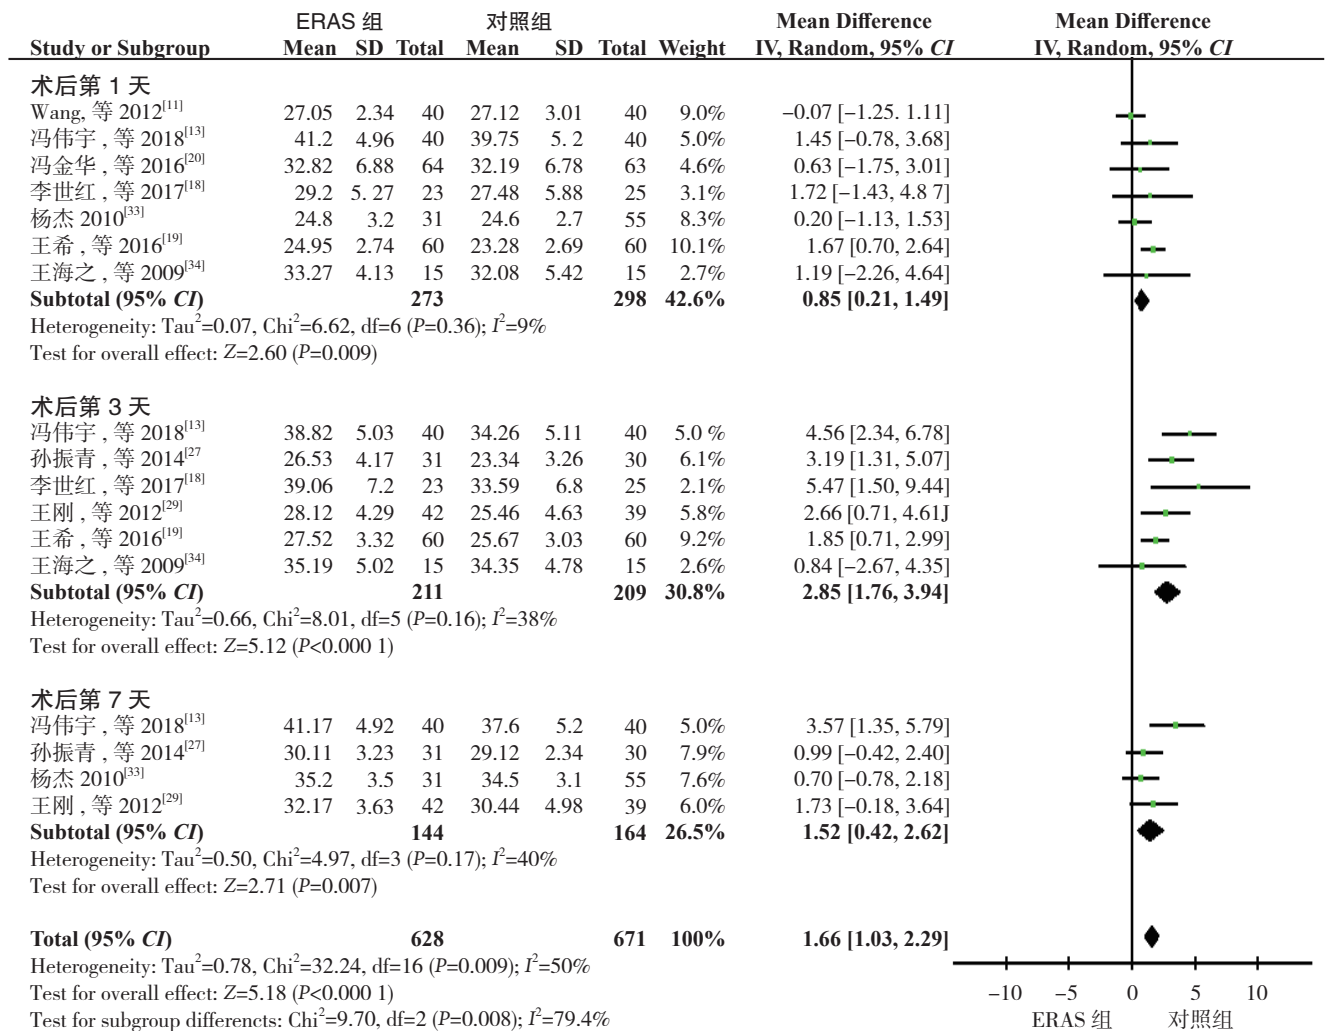 ERAS 组 对照组 Mean Difference Mean Difference
Study or Subgroup Mean SD Total Mean SD Total Weight IV, Random, 95% CI IV, Random, 95% CI
术后第 1 天
Wang, 等 2012[11] 27.05 2.34 40 27.12 3.01 40 9.0% −0.07 [−1.25. 1.11]
冯伟宇 , 等 2018[13] 41.2 4.96 40 39.75 5. 2 40 5.0% 1.45 [−0.78, 3.68]
冯金华 , 等 2016[20] 32.82 6.88 64 32.19 6.78 63 4.6% 0.63 [−1.75, 3.01]
李世红 , 等 2017[18] 29.2 5. 27 23 27.48 5.88 25 3.1% 1.72 [−1.43, 4.8 7]
杨杰 2010[33] 24.8 3.2 31 24.6 2.7 55 8.3% 0.20 [−1.13, 1.53]
王希 , 等 2016[19] 24.95 2.74 60 23.28 2.69 60 10.1% 1.67 [0.70, 2.64]
王海之 , 等 2009[34] 33.27 4.13 15 32.08 5.42 15 2.7% 1.19 [−2.26, 4.64]
Subtotal (95% CI) 273 298 42.6% 0.85 [0.21, 1.49]
Heterogeneity: Tau²=0.07, Chi²=6.62, df=6 (P=0.36); I²=9%
Test for overall effect: Z=2.60 (P=0.009)
术后第 3 天
冯伟宇 , 等 2018[13] 38.82 5.03 40 34.26 5.11 40 5.0 % 4.56 [2.34, 6.78]
孙振青 , 等 2014[27 26.53 4.17 31 23.34 3.26 30 6.1% 3.19 [1.31, 5.07]
李世红 , 等 2017[18] 39.06 7.2 23 33.59 6.8 25 2.1% 5.47 [1.50, 9.44]
王刚 , 等 2012[29] 28.12 4.29 42 25.46 4.63 39 5.8% 2.66 [0.71, 4.61J
王希 , 等 2016[19] 27.52 3.32 60 25.67 3.03 60 9.2% 1.85 [0.71, 2.99]
王海之 , 等 2009[34] 35.19 5.02 15 34.35 4.78 15 2.6% 0.84 [−2.67, 4.35]
Subtotal (95% CI) 211 209 30.8% 2.85 [1.76, 3.94]
Heterogeneity: Tau²=0.66, Chi²=8.01, df=5 (P=0.16); I²=38%
Test for overall effect: Z=5.12 (P<0.000 1)
术后第 7 天
冯伟宇 , 等 2018[13] 41.17 4.92 40 37.6 5.2 40 5.0% 3.57 [1.35, 5.79]
孙振青 , 等 2014[27] 30.11 3.23 31 29.12 2.34 30 7.9% 0.99 [−0.42, 2.40]
杨杰 2010[33] 35.2 3.5 31 34.5 3.1 55 7.6% 0.70 [−0.78, 2.18]
王刚 , 等 2012[29] 32.17 3.63 42 30.44 4.98 39 6.0% 1.73 [−0.18, 3.64]
Subtotal (95% CI) 144 164 26.5% 1.52 [0.42, 2.62]
Heterogeneity: Tau²=0.50, Chi²=4.97, df=3 (P=0.17); I²=40%
Test for overall effect: Z=2.71 (P=0.007)
Total (95% CI) 628 671 100% 1.66 [1.03, 2.29]
Heterogeneity: Tau²=0.78, Chi²=32.24, df=16 (P=0.009); I²=50%
Test for overall effect: Z=5.18 (P<0.000 1)
Test for subgroup differencts: Chi²=9.70, df=2 (P=0.008); I²=79.4%
−10 −5 0 5 10
ERAS 组 对照组